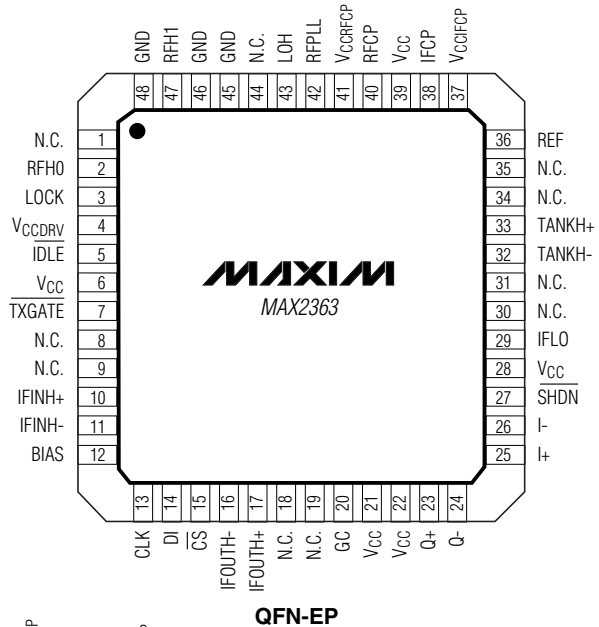 GND
RFH1
GND
GND
N.C.
LOH
RFPLL
VCCRFCP
RFCP
VCC
IFCP
VCCIFCP
48 47 46 45 44 43 42 41 40 39 38 37
N.C. 1
RFH0 2
LOCK 3
VCCDRV 4
IDLE 5
VCC 6
TXGATE 7
N.C. 8
N.C. 9
IFINH+ 10
IFINH- 11
BIAS 12
MAXIM
MAX2363
36 REF
35 N.C.
34 N.C.
33 TANKH+
32 TANKH-
31 N.C.
30 N.C.
29 IFLO
28 VCC
27 SHDN
26 I-
25 I+
13 14 15 16 17 18 19 20 21 22 23 24
CLK
DI
CS
IFOUTH-
IFOUTH+
N.C.
N.C.
GC
VCC
VCC
Q+
Q-
QFN-EP